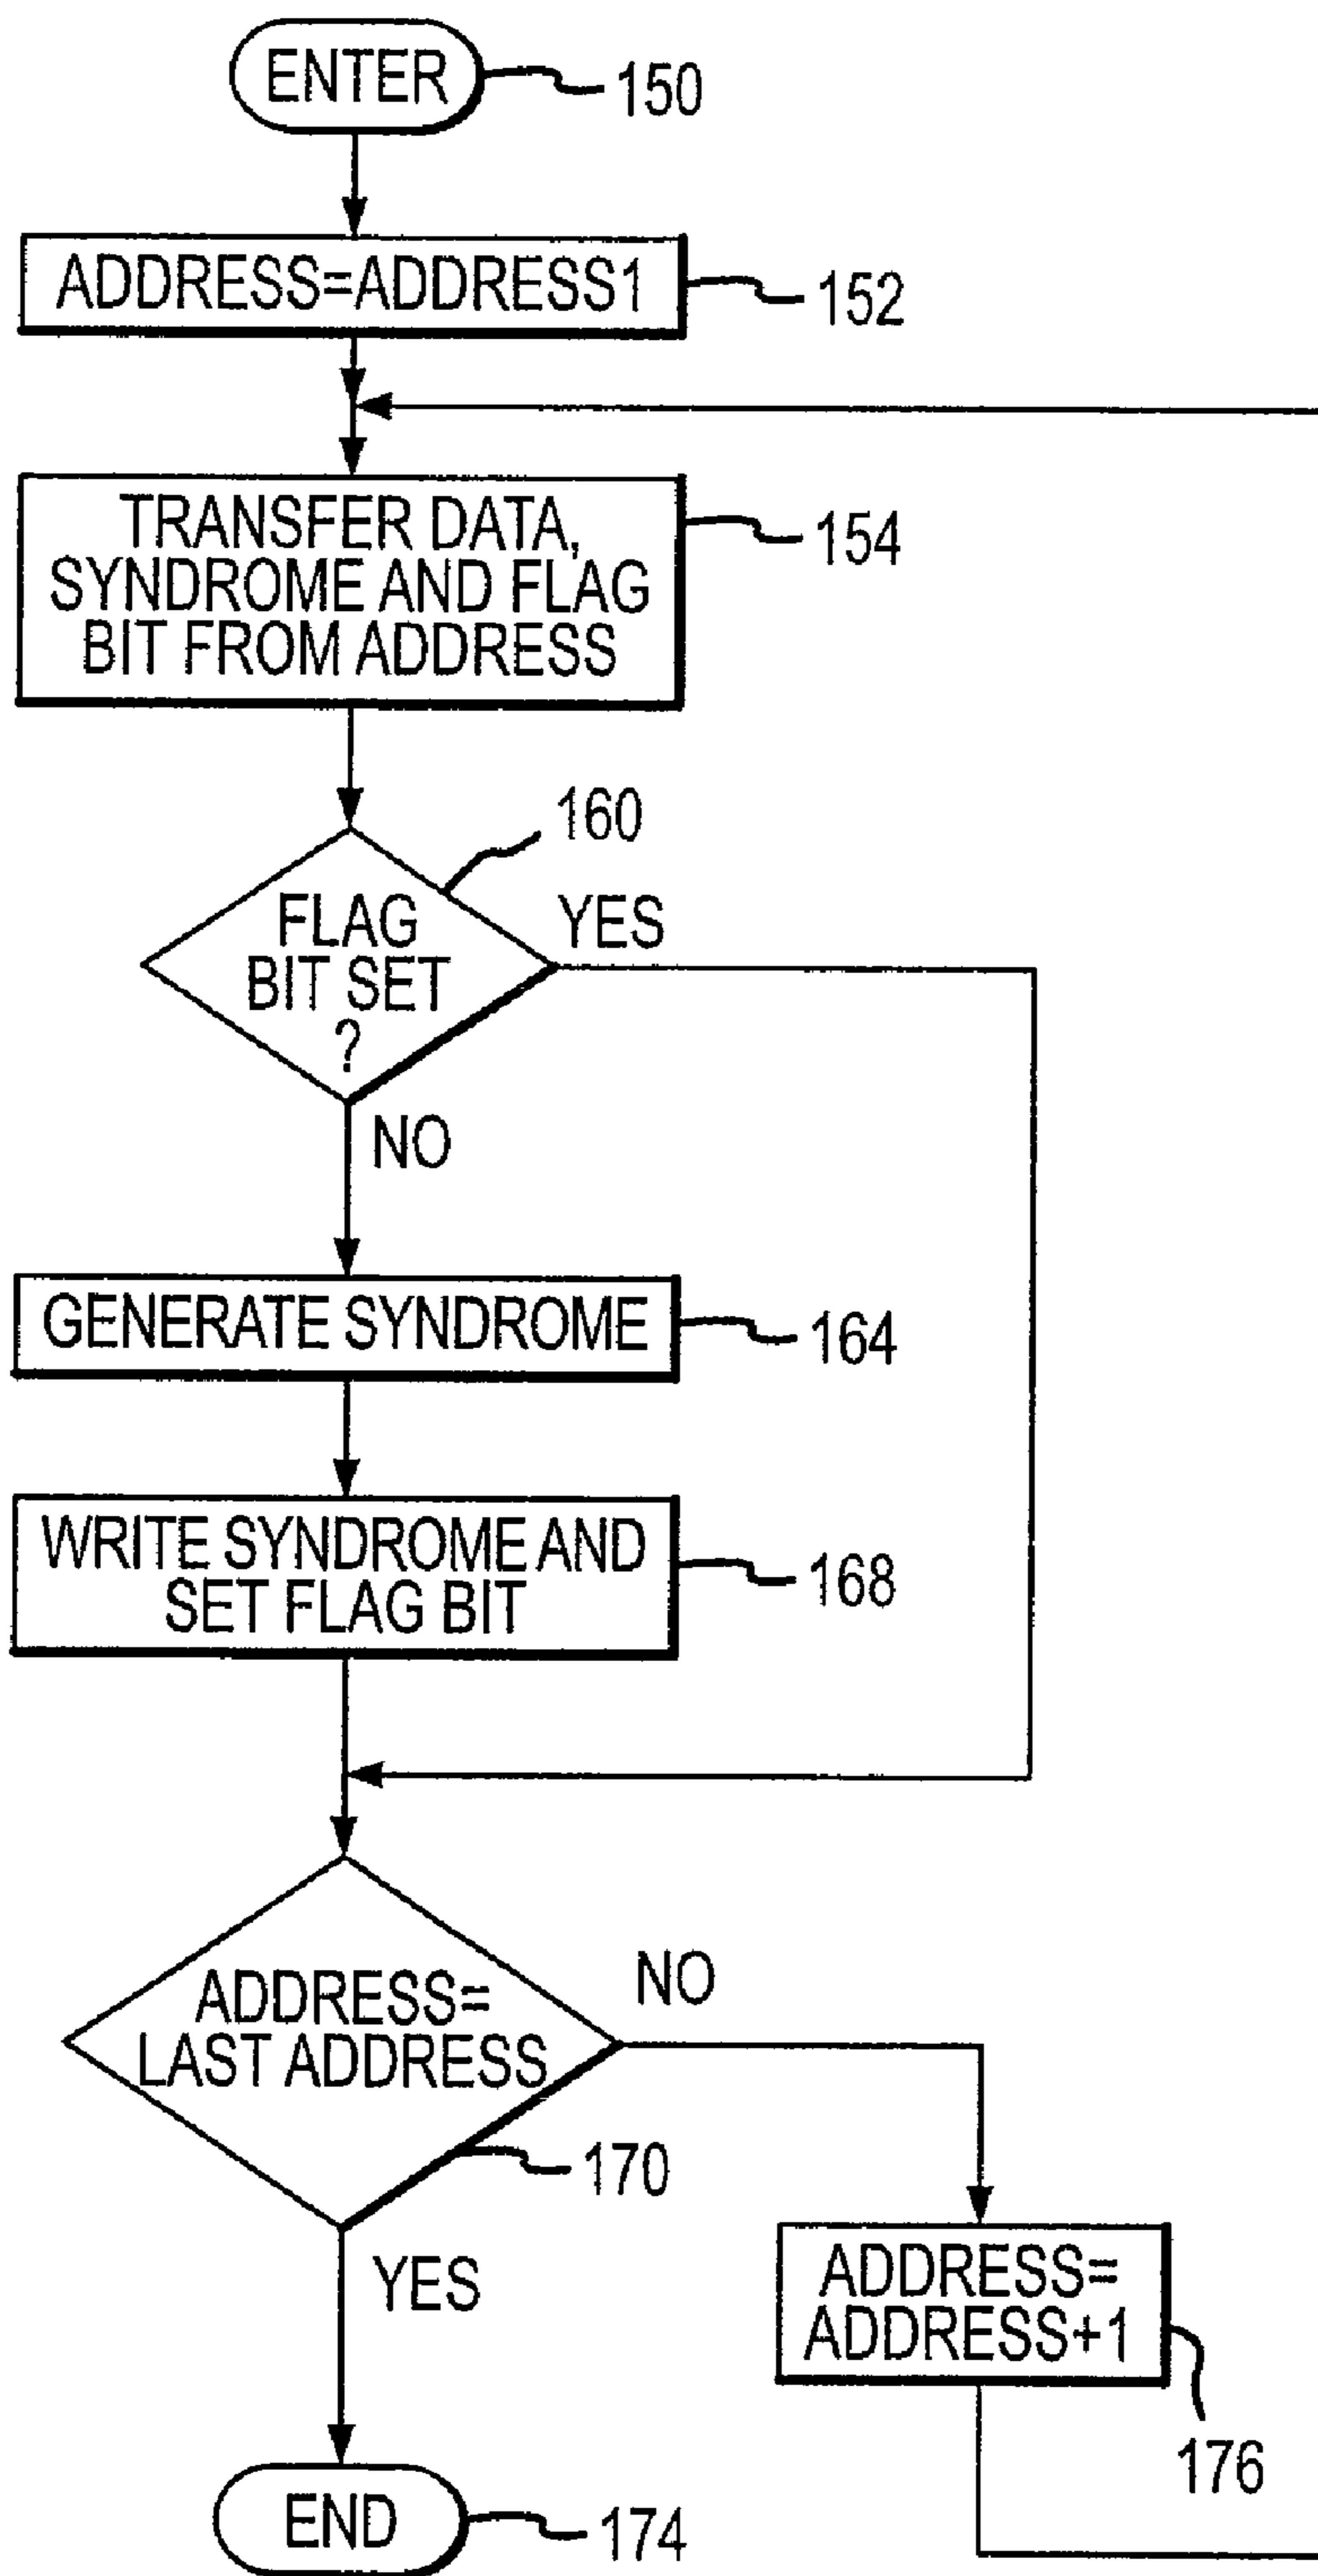 ENTER
150
ADDRESS=ADDRESS1
152
TRANSFER DATA,
SYNDROME AND FLAG
BIT FROM ADDRESS
154
160
FLAG
BIT SET
?
YES
NO
GENERATE SYNDROME
164
WRITE SYNDROME AND
SET FLAG BIT
168
ADDRESS=
LAST ADDRESS
NO
170
YES
ADDRESS=
ADDRESS+1
176
END
174